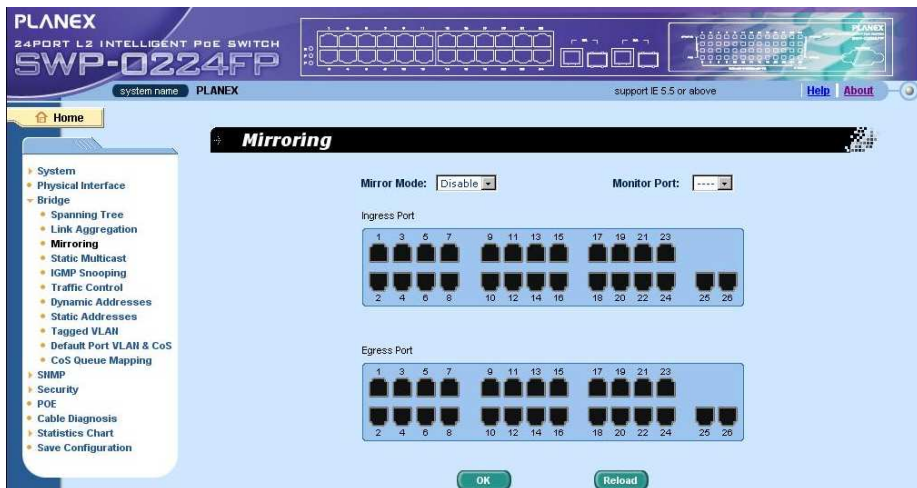 PLANEX
24PORT L2 INTELLIGENT PoE SWITCH
SWP-0224FP
PLANEX
system name PLANEX support IE 5.5 or above Help About
Home
Mirroring
System
Physical Interface
Bridge
Spanning Tree
Link Aggregation
Mirroring
Static Multicast
IGMP Snooping
Traffic Control
Dynamic Addresses
Static Addresses
Tagged VLAN
Default Port VLAN & CoS
CoS Queue Mapping
SNMP
Security
POE
Cable Diagnosis
Statistics Chart
Save Configuration
Mirror Mode: Disable Monitor Port: ----
Ingress Port
1 3 5 7 9 11 13 15 17 19 21 23
2 4 6 8 10 12 14 16 18 20 22 24 25 26
Egress Port
1 3 5 7 9 11 13 15 17 19 21 23
2 4 6 8 10 12 14 16 18 20 22 24 25 26
OK Reload